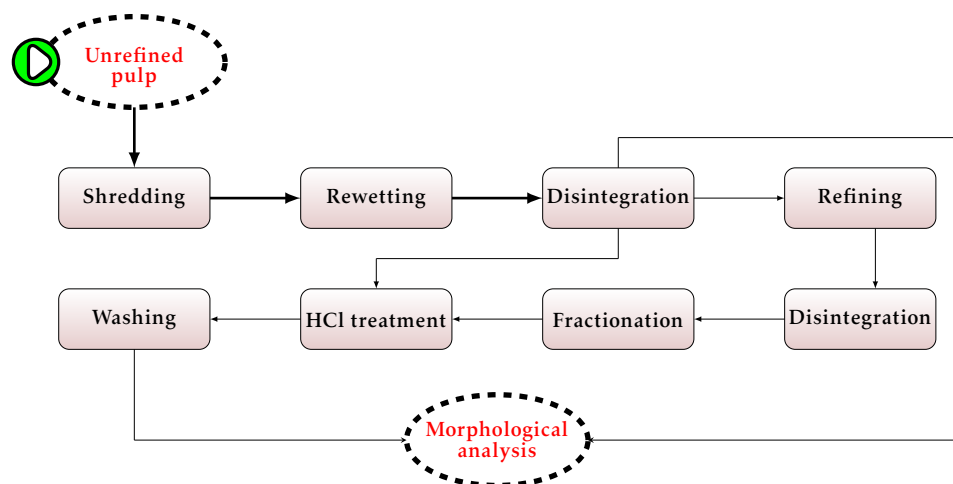 Unrefined
pulp
Shredding
Rewetting
Disintegration
Refining
Washing
HCl treatment
Fractionation
Disintegration
Morphological
analysis